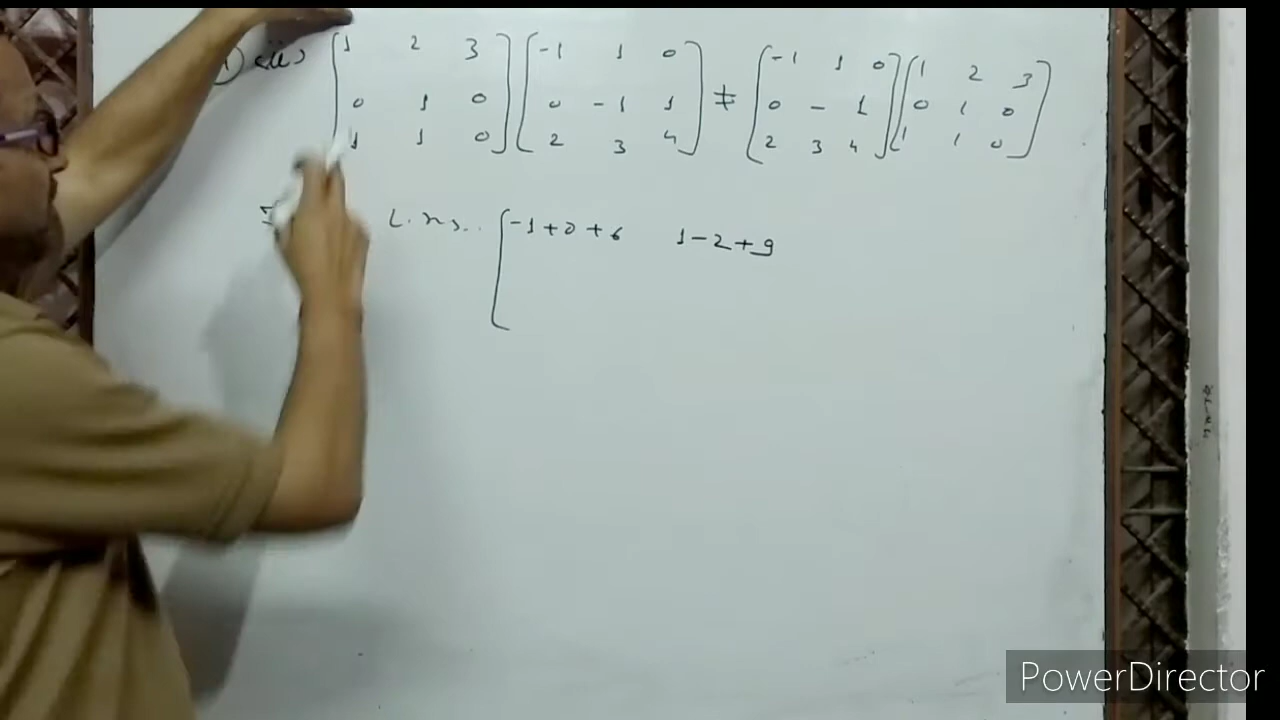 (ii) [1 2 3] [-1 1 0] ≠ [-1 1 0] [1 2 3]
[0 1 0] [0 -1 1] [0 - 1] [0 1 0]
[1 1 0] [2 3 4] [2 3 4] [1 1 0]
L.H.S. [-1+0+6 1-2+9
PowerDirector